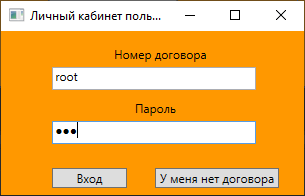 Личный кабинет поль...
Номер договора
root
Пароль
●●●
Вход
У меня нет договора